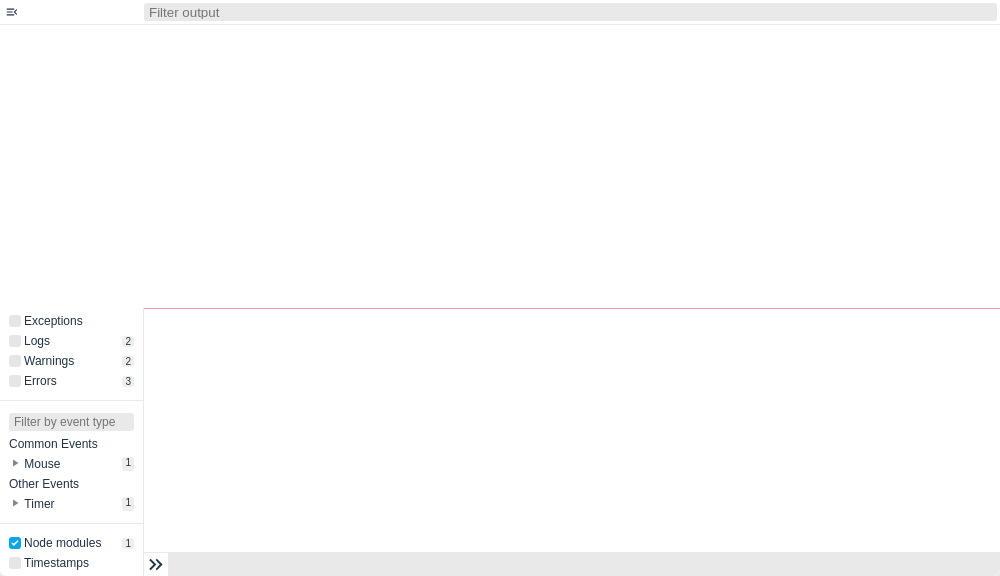 Filter output
Exceptions
Logs 2
Warnings 2
Errors 3
Filter by event type
Common Events
Mouse 1
Other Events
Timer 1
Node modules 1
Timestamps